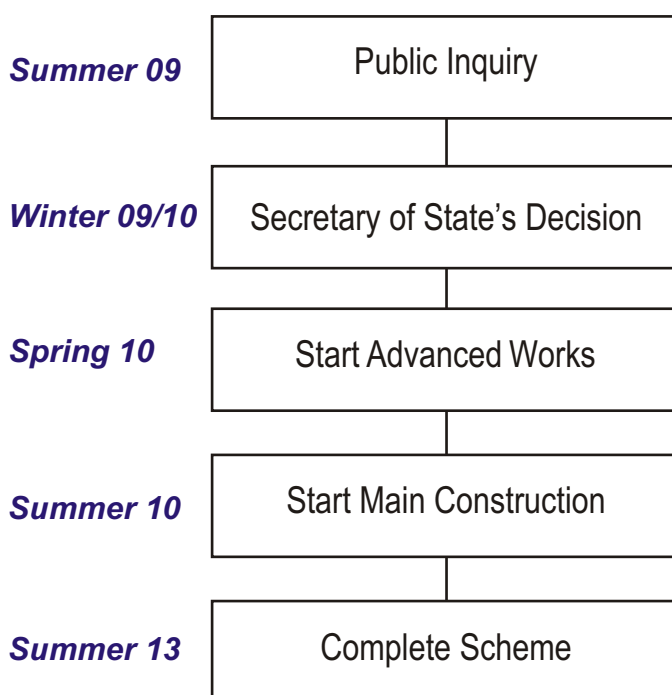 Summer 09
Public Inquiry
Winter 09/10
Secretary of State’s Decision
Spring 10
Start Advanced Works
Summer 10
Start Main Construction
Summer 13
Complete Scheme